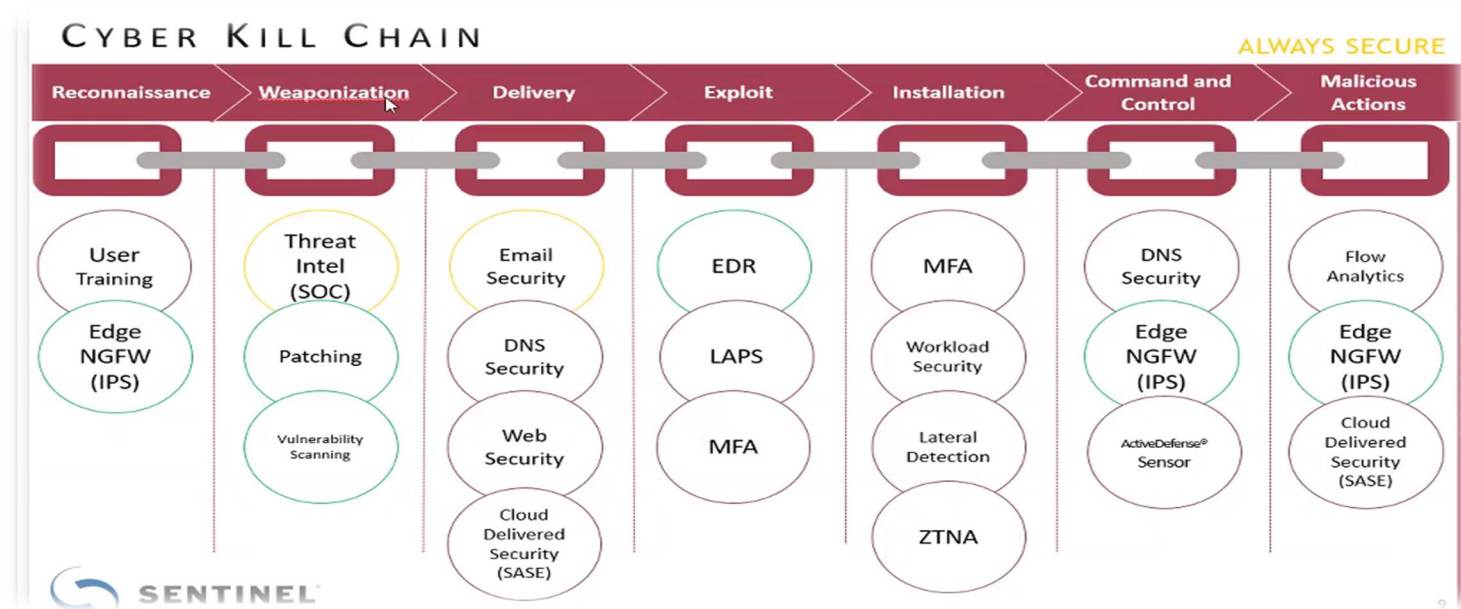 CYBER KILL CHAIN
ALWAYS SECURE
Reconnaissance
Weaponization
Delivery
Exploit
Installation
Command and
Control
Malicious
Actions
User
Training
Edge
NGFW
(IPS)
Threat
Intel
(SOC)
Patching
Vulnerability
Scanning
Email
Security
DNS
Security
Web
Security
Cloud
Delivered
Security
(SASE)
EDR
LAPS
MFA
MFA
Workload
Security
Lateral
Detection
ZTNA
DNS
Security
Edge
NGFW
(IPS)
ActiveDefense®
Sensor
Flow
Analytics
Edge
NGFW
(IPS)
Cloud
Delivered
Security
(SASE)
SENTINEL
9